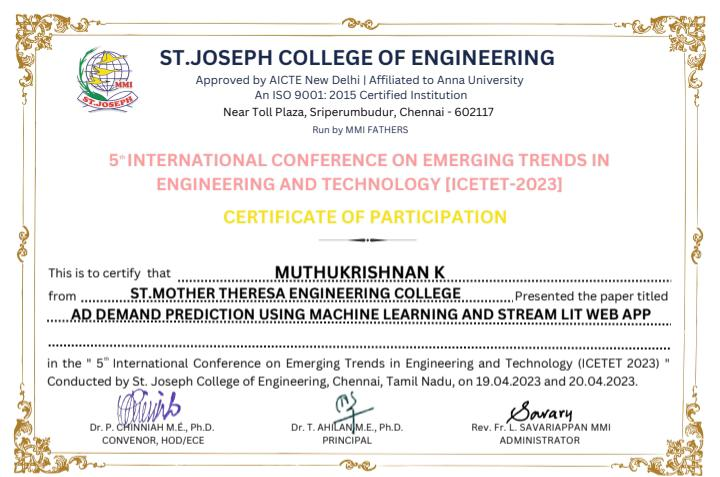 ST.JOSEPH COLLEGE OF ENGINEERING
Approved by AICTE New Delhi | Affiliated to Anna University
An ISO 9001: 2015 Certified Institution
Near Toll Plaza, Sriperumbudur, Chennai - 602117
Run by MMI FATHERS
MMI
ST.JOSEPH
5th INTERNATIONAL CONFERENCE ON EMERGING TRENDS IN
ENGINEERING AND TECHNOLOGY [ICETET-2023]
CERTIFICATE OF PARTICIPATION
This is to certify that MUTHUKRISHNAN K
from ST.MOTHER THERESA ENGINEERING COLLEGE Presented the paper titled
AD DEMAND PREDICTION USING MACHINE LEARNING AND STREAM LIT WEB APP
in the " 5th International Conference on Emerging Trends in Engineering and Technology (ICETET 2023) "
Conducted by St. Joseph College of Engineering, Chennai, Tamil Nadu, on 19.04.2023 and 20.04.2023.
Savary
Dr. P. CHINNIAH M.E., Ph.D.
CONVENOR, HOD/ECE
Dr. T. AHILAN M.E., Ph.D.
PRINCIPAL
Rev. Fr. L. SAVARIAPPAN MMI
ADMINISTRATOR